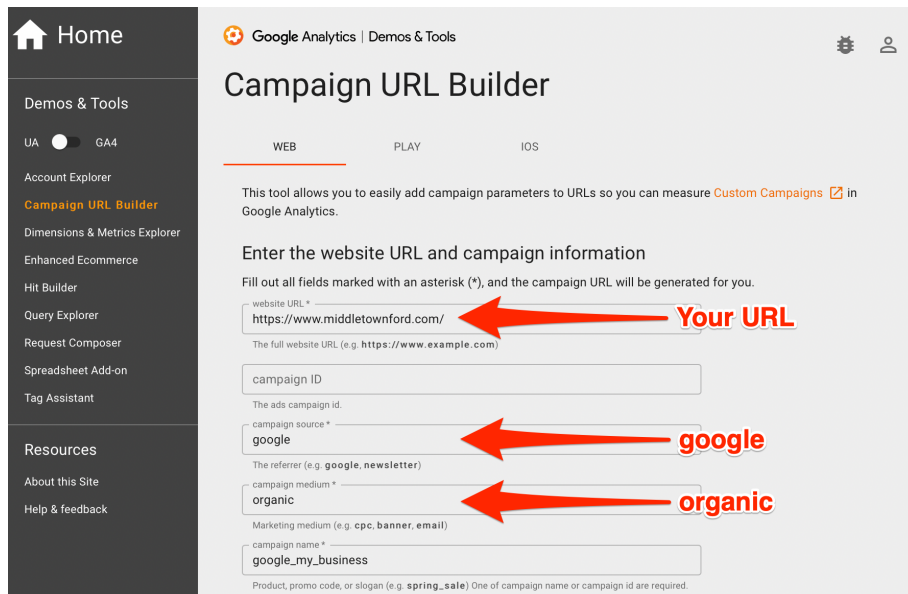 Home
Google Analytics | Demos & Tools
Campaign URL Builder
Demos & Tools
UA GA4
Account Explorer
Campaign URL Builder
Dimensions & Metrics Explorer
Enhanced Ecommerce
Hit Builder
Query Explorer
Request Composer
Spreadsheet Add-on
Tag Assistant
Resources
About this Site
Help & feedback
WEB PLAY IOS
This tool allows you to easily add campaign parameters to URLs so you can measure Custom Campaigns in
Google Analytics.
Enter the website URL and campaign information
Fill out all fields marked with an asterisk (*), and the campaign URL will be generated for you.
website URL *
https://www.middletownford.com/
Your URL
The full website URL (e.g. https://www.example.com)
campaign ID
The ads campaign id.
campaign source *
google
google
The referrer (e.g. google, newsletter)
campaign medium *
organic
organic
Marketing medium (e.g. cpc, banner, email)
campaign name *
google_my_business
Product, promo code, or slogan (e.g. spring_sale) One of campaign name or campaign id are required.